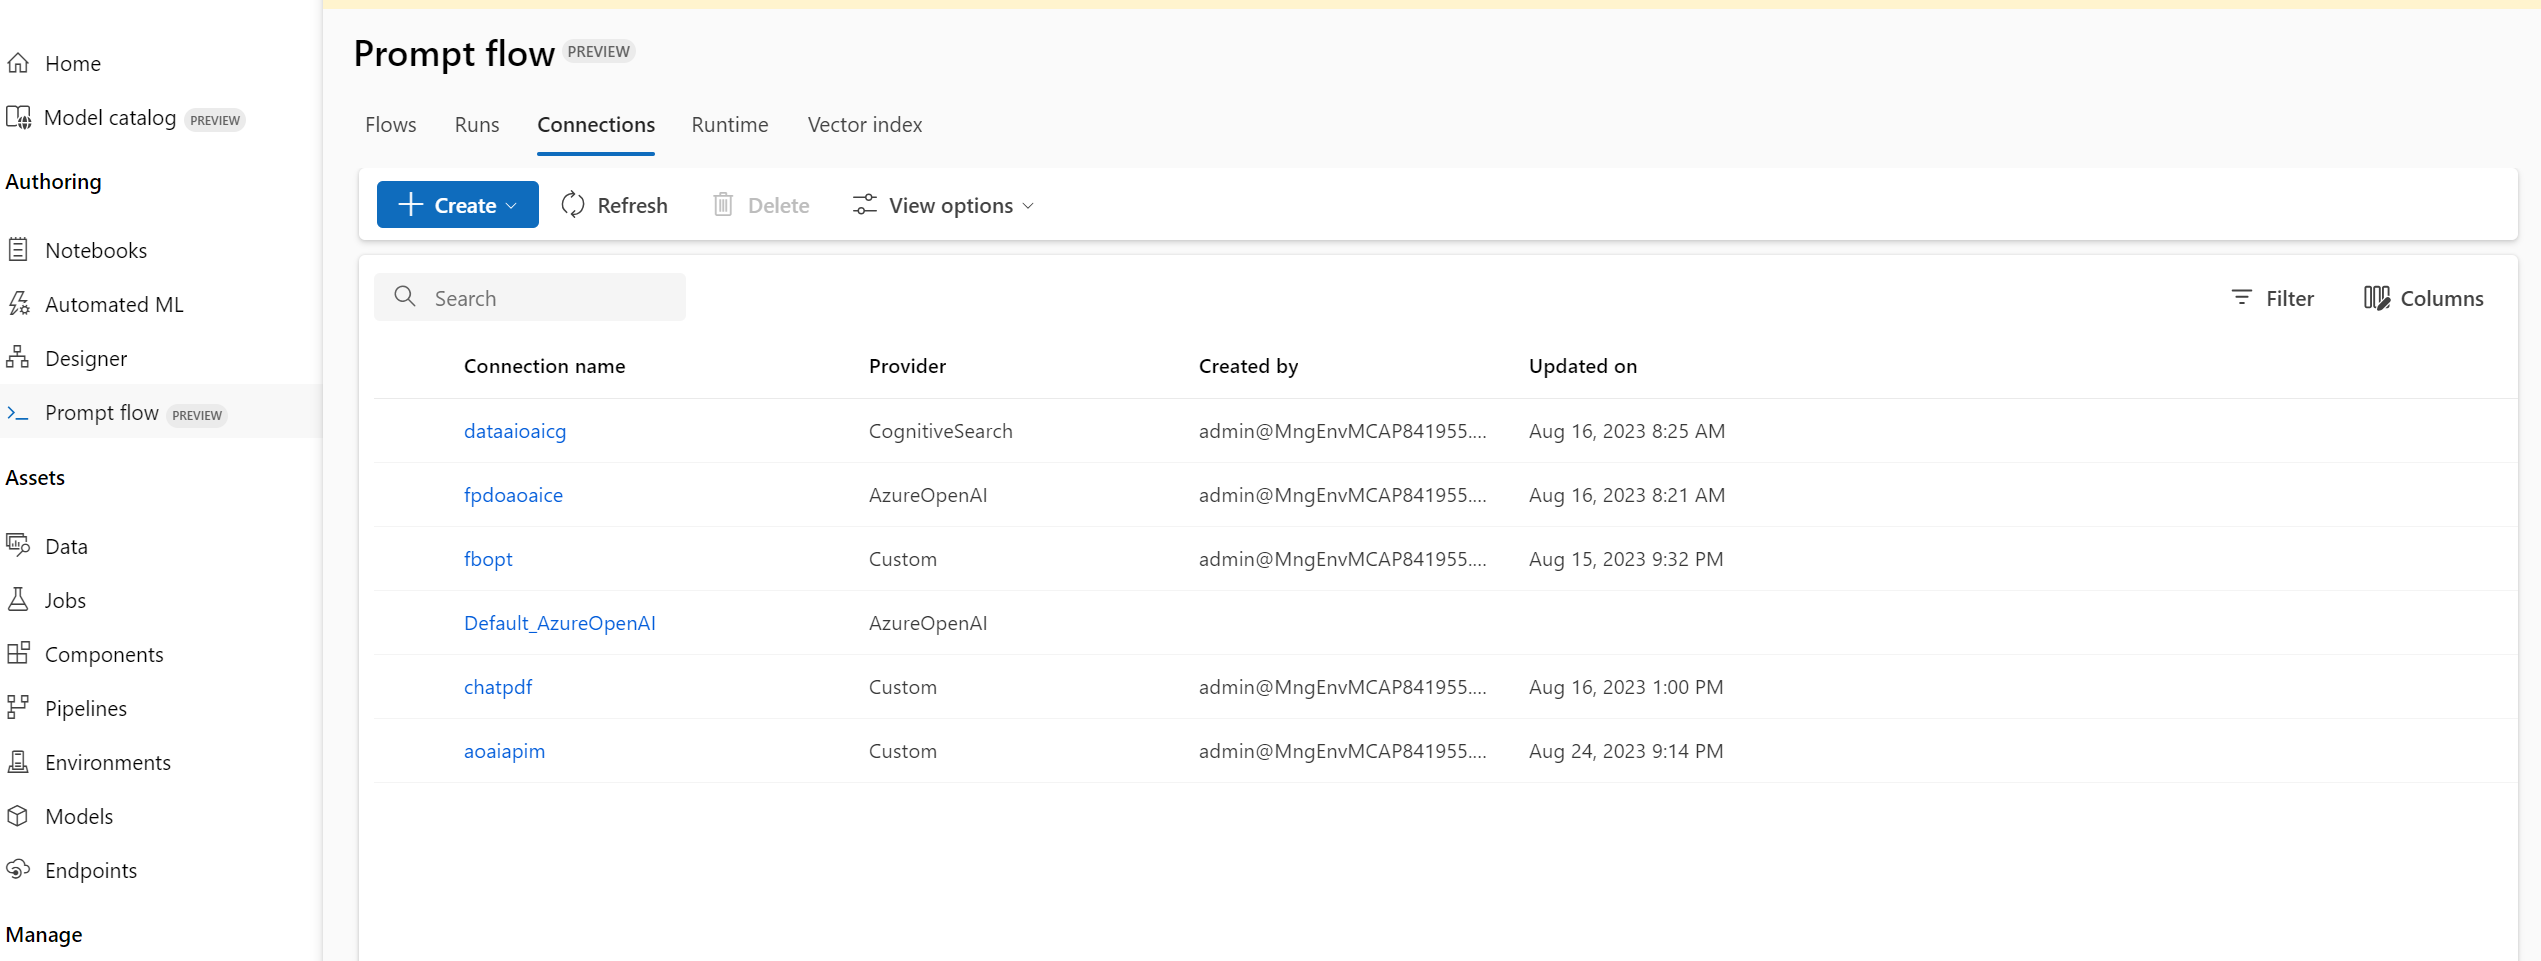 Home
Model catalog PREVIEW
Authoring
Notebooks
Automated ML
Designer
Prompt flow PREVIEW
Assets
Data
Jobs
Components
Pipelines
Environments
Models
Endpoints
Manage
Prompt flow PREVIEW
Flows Runs Connections Runtime Vector index
Create Refresh Delete View options
Search Filter Columns
Connection name Provider Created by Updated on
dataaioaicg CognitiveSearch admin@MngEnvMCAP841955.... Aug 16, 2023 8:25 AM
fpdoaoaice AzureOpenAI admin@MngEnvMCAP841955.... Aug 16, 2023 8:21 AM
fbopt Custom admin@MngEnvMCAP841955.... Aug 15, 2023 9:32 PM
Default_AzureOpenAI AzureOpenAI
chatpdf Custom admin@MngEnvMCAP841955.... Aug 16, 2023 1:00 PM
aoaiapim Custom admin@MngEnvMCAP841955.... Aug 24, 2023 9:14 PM